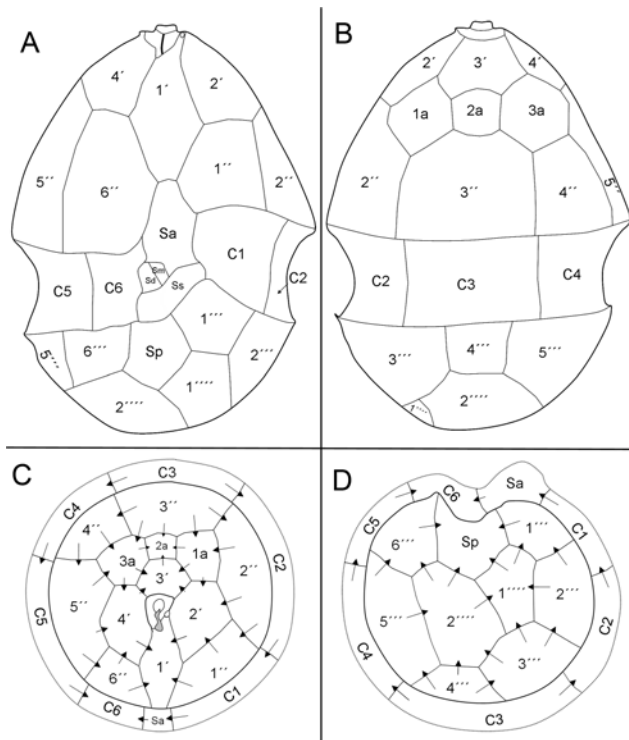 A
4′ 1′ 2′
5′′ 6′′ 1′′ 2′′
Sa
C5 C6 Sm Sd Ss C1 C2
5′′′ 6′′′ Sp 1′′′ 2′′′
2′′′′ 1′′′′
B
2′ 3′ 4′
1a 2a 3a
2′′ 3′′ 4′′ 5′′
C2 C3 C4
3′′′ 4′′′ 5′′′
1′′′′ 2′′′′
C
C3
C4 3′′ C2
4′′ 3a 2a 1a 2′′
3′
C5 5′′ 4′ 2′
6′′ 1′ 1′′
C6 Sa C1
D
C6 Sa
C5 6′′′ Sp 1′′′ C1
5′′′ 2′′′′ 1′′′′ 2′′′
C4 4′′′ 3′′′ C2
C3